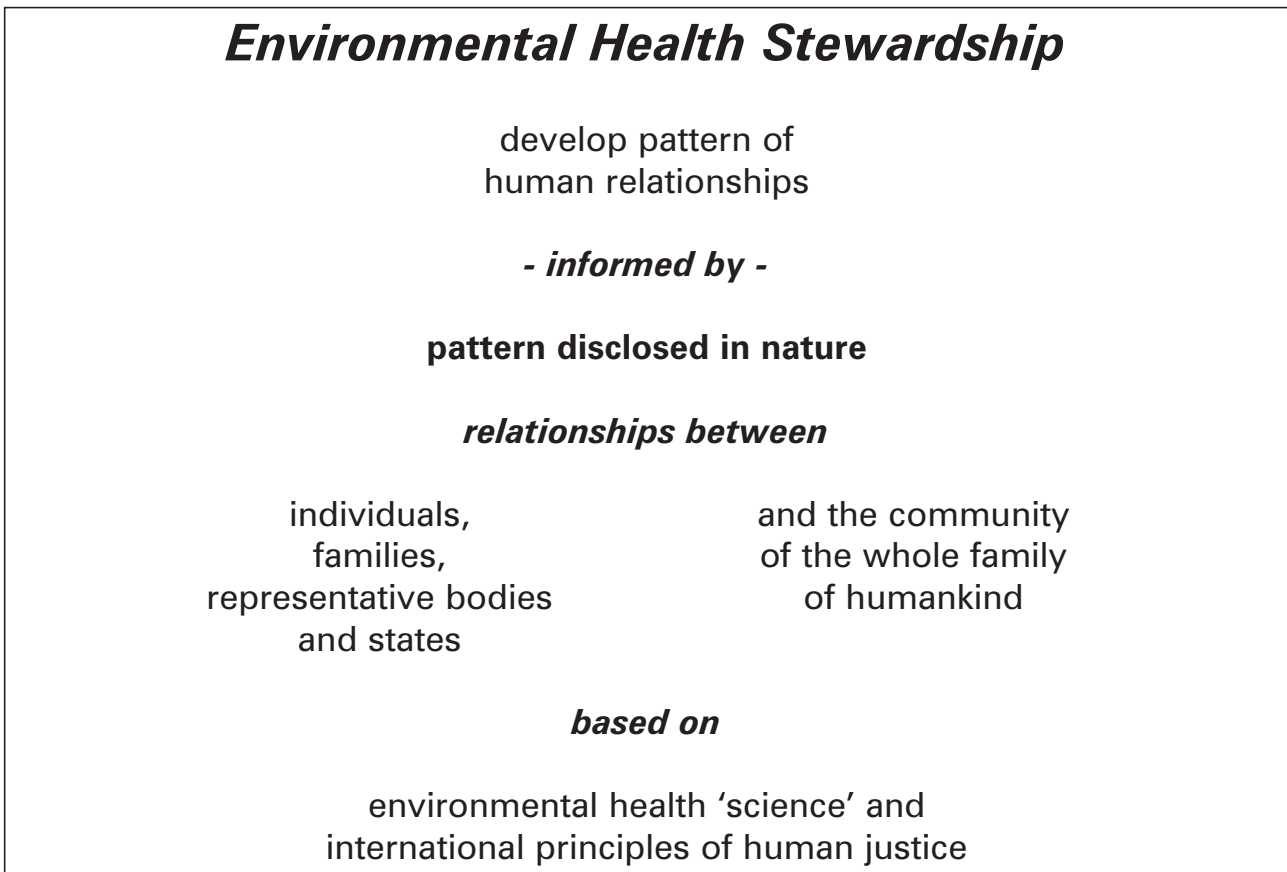 Environmental Health Stewardship
develop pattern of
human relationships
- informed by -
pattern disclosed in nature
relationships between
individuals,
families,
representative bodies
and states
and the community
of the whole family
of humankind
based on
environmental health ‘science’ and
international principles of human justice